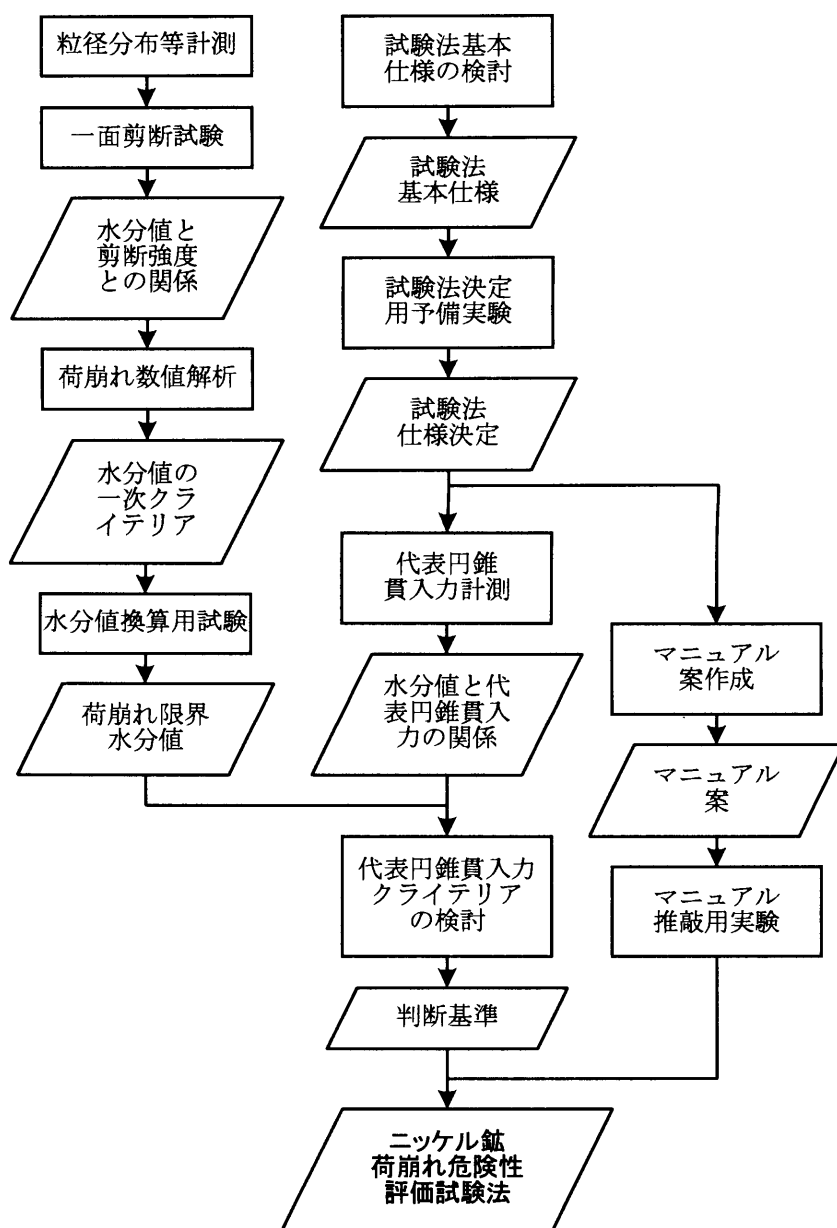 粒径分布等計測
一面剪断試験
水分値と
剪断強度
との関係
荷崩れ数値解析
水分値の
一次クラ
イテリア
水分値換算用試験
荷崩れ限界
水分値
試験法基本
仕様の検討
試験法
基本仕様
試験法決定
用予備実験
試験法
仕様決定
代表円錐
貫入力計測
水分値と代
表円錐貫入
力の関係
代表円錐貫入力
クライテリア
の検討
判断基準
マニュアル
案作成
マニュアル
案
マニュアル
推敲用実験
ニッケル鉱
荷崩れ危険性
評価試験法